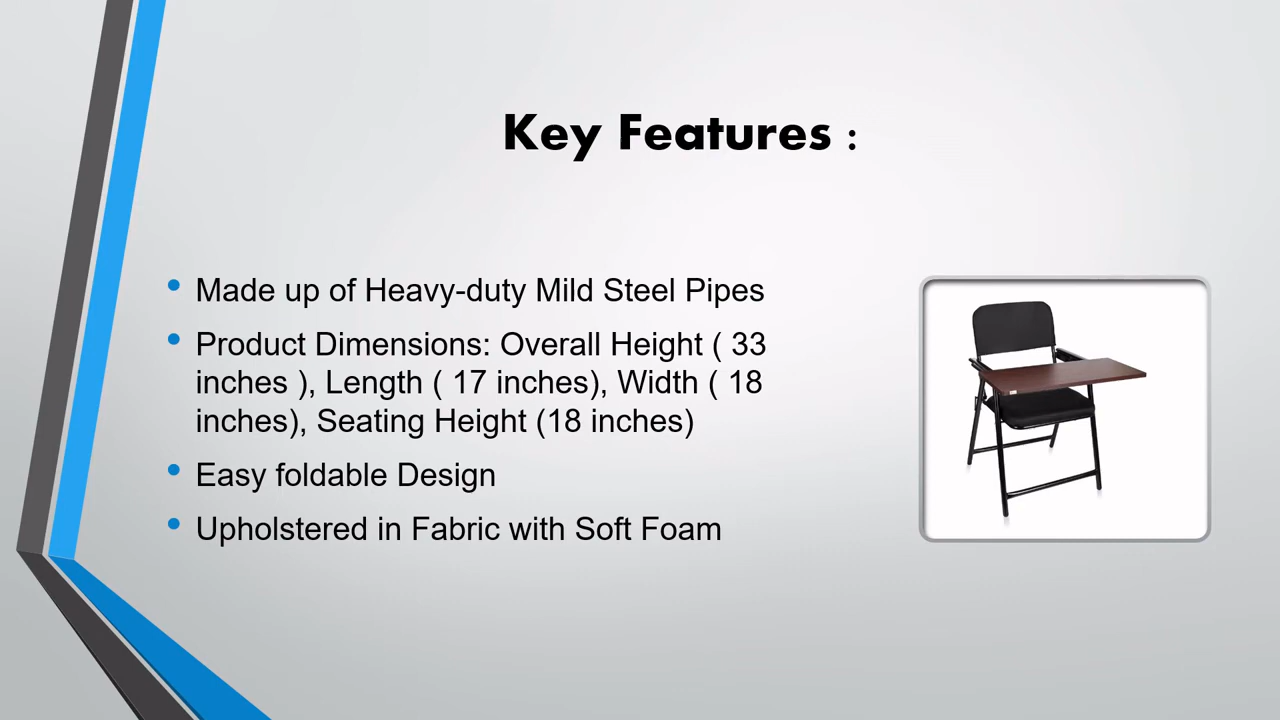 Key Features :
Made up of Heavy-duty Mild Steel Pipes
Product Dimensions: Overall Height ( 33
inches ), Length ( 17 inches), Width ( 18
inches), Seating Height (18 inches)
Easy foldable Design
Upholstered in Fabric with Soft Foam